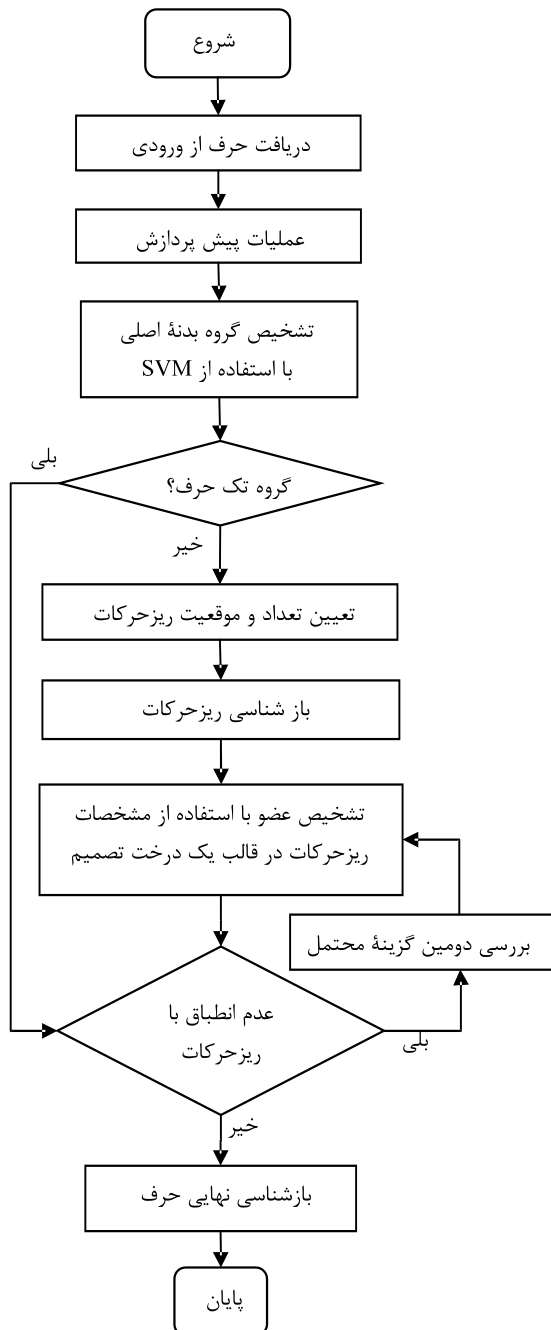 شروع
دریافت حرف از ورودی
عملیات پیش پردازش
تشخیص گروه بدنۀ اصلی
با استفاده از SVM
بلی
گروه تک حرف؟
خیر
تعیین تعداد و موقعیت ریزحرکات
باز شناسی ریزحرکات
تشخیص عضو با استفاده از مشخصات
ریزحرکات در قالب یک درخت تصمیم
بررسی دومین گزینۀ محتمل
عدم انطباق با
ریزحرکات
بلی
خیر
بازشناسی نهایی حرف
پایان